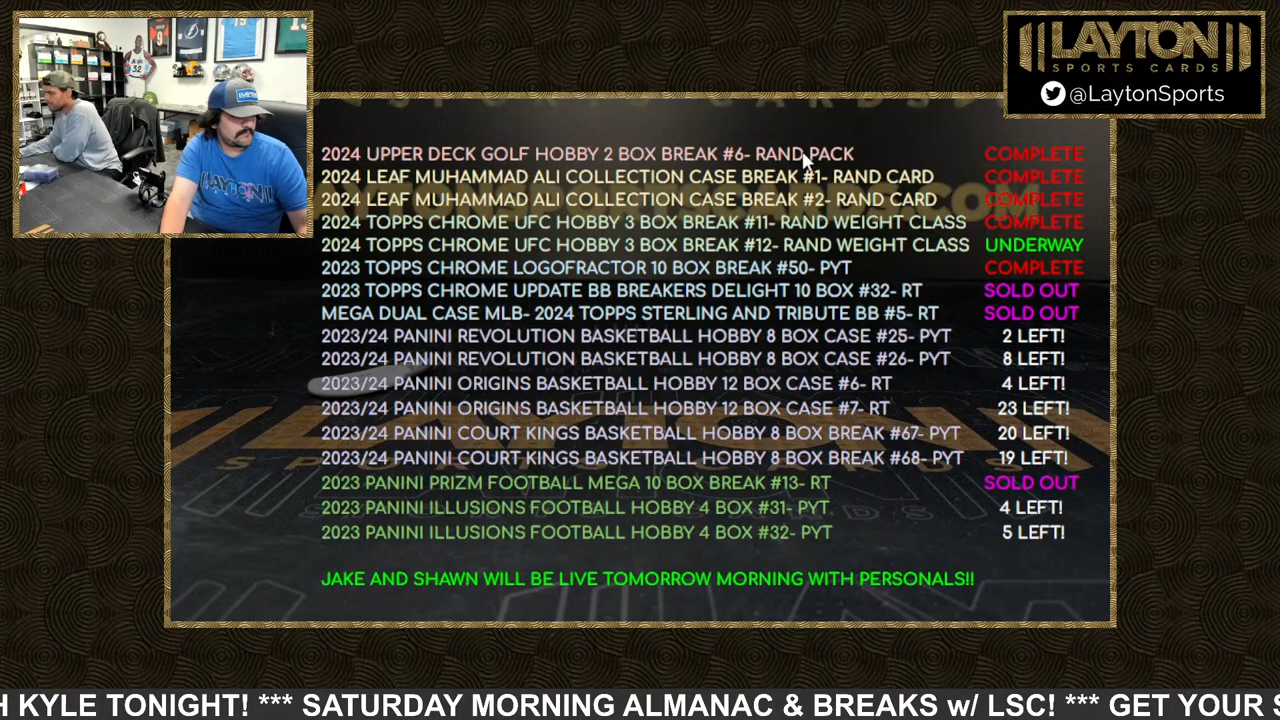 LAYTON
SPORTS CARDS
@LaytonSports
2024 UPPER DECK GOLF HOBBY 2 BOX BREAK #6- RAND PACK COMPLETE
2024 LEAF MUHAMMAD ALI COLLECTION CASE BREAK #1- RAND CARD COMPLETE
2024 LEAF MUHAMMAD ALI COLLECTION CASE BREAK #2- RAND CARD COMPLETE
2024 TOPPS CHROME UFC HOBBY 3 BOX BREAK #11- RAND WEIGHT CLASS COMPLETE
2024 TOPPS CHROME UFC HOBBY 3 BOX BREAK #12- RAND WEIGHT CLASS UNDERWAY
2023 TOPPS CHROME LOGOFRACTOR 10 BOX BREAK #50- PYT COMPLETE
2023 TOPPS CHROME UPDATE BB BREAKERS DELIGHT 10 BOX #32- RT SOLD OUT
MEGA DUAL CASE MLB- 2024 TOPPS STERLING AND TRIBUTE BB #5- RT SOLD OUT
2023/24 PANINI REVOLUTION BASKETBALL HOBBY 8 BOX CASE #25- PYT 2 LEFT!
2023/24 PANINI REVOLUTION BASKETBALL HOBBY 8 BOX CASE #26- PYT 8 LEFT!
2023/24 PANINI ORIGINS BASKETBALL HOBBY 12 BOX CASE #6- RT 4 LEFT!
2023/24 PANINI ORIGINS BASKETBALL HOBBY 12 BOX CASE #7- RT 23 LEFT!
2023/24 PANINI COURT KINGS BASKETBALL HOBBY 8 BOX BREAK #67- PYT 20 LEFT!
2023/24 PANINI COURT KINGS BASKETBALL HOBBY 8 BOX BREAK #68- PYT 19 LEFT!
2023 PANINI PRIZM FOOTBALL MEGA 10 BOX BREAK #13- RT SOLD OUT
2023 PANINI ILLUSIONS FOOTBALL HOBBY 4 BOX #31- PYT 4 LEFT!
2023 PANINI ILLUSIONS FOOTBALL HOBBY 4 BOX #32- PYT 5 LEFT!
JAKE AND SHAWN WILL BE LIVE TOMORROW MORNING WITH PERSONALS!!
H KYLE TONIGHT! *** SATURDAY MORNING ALMANAC & BREAKS w/ LSC! *** GET YOUR S